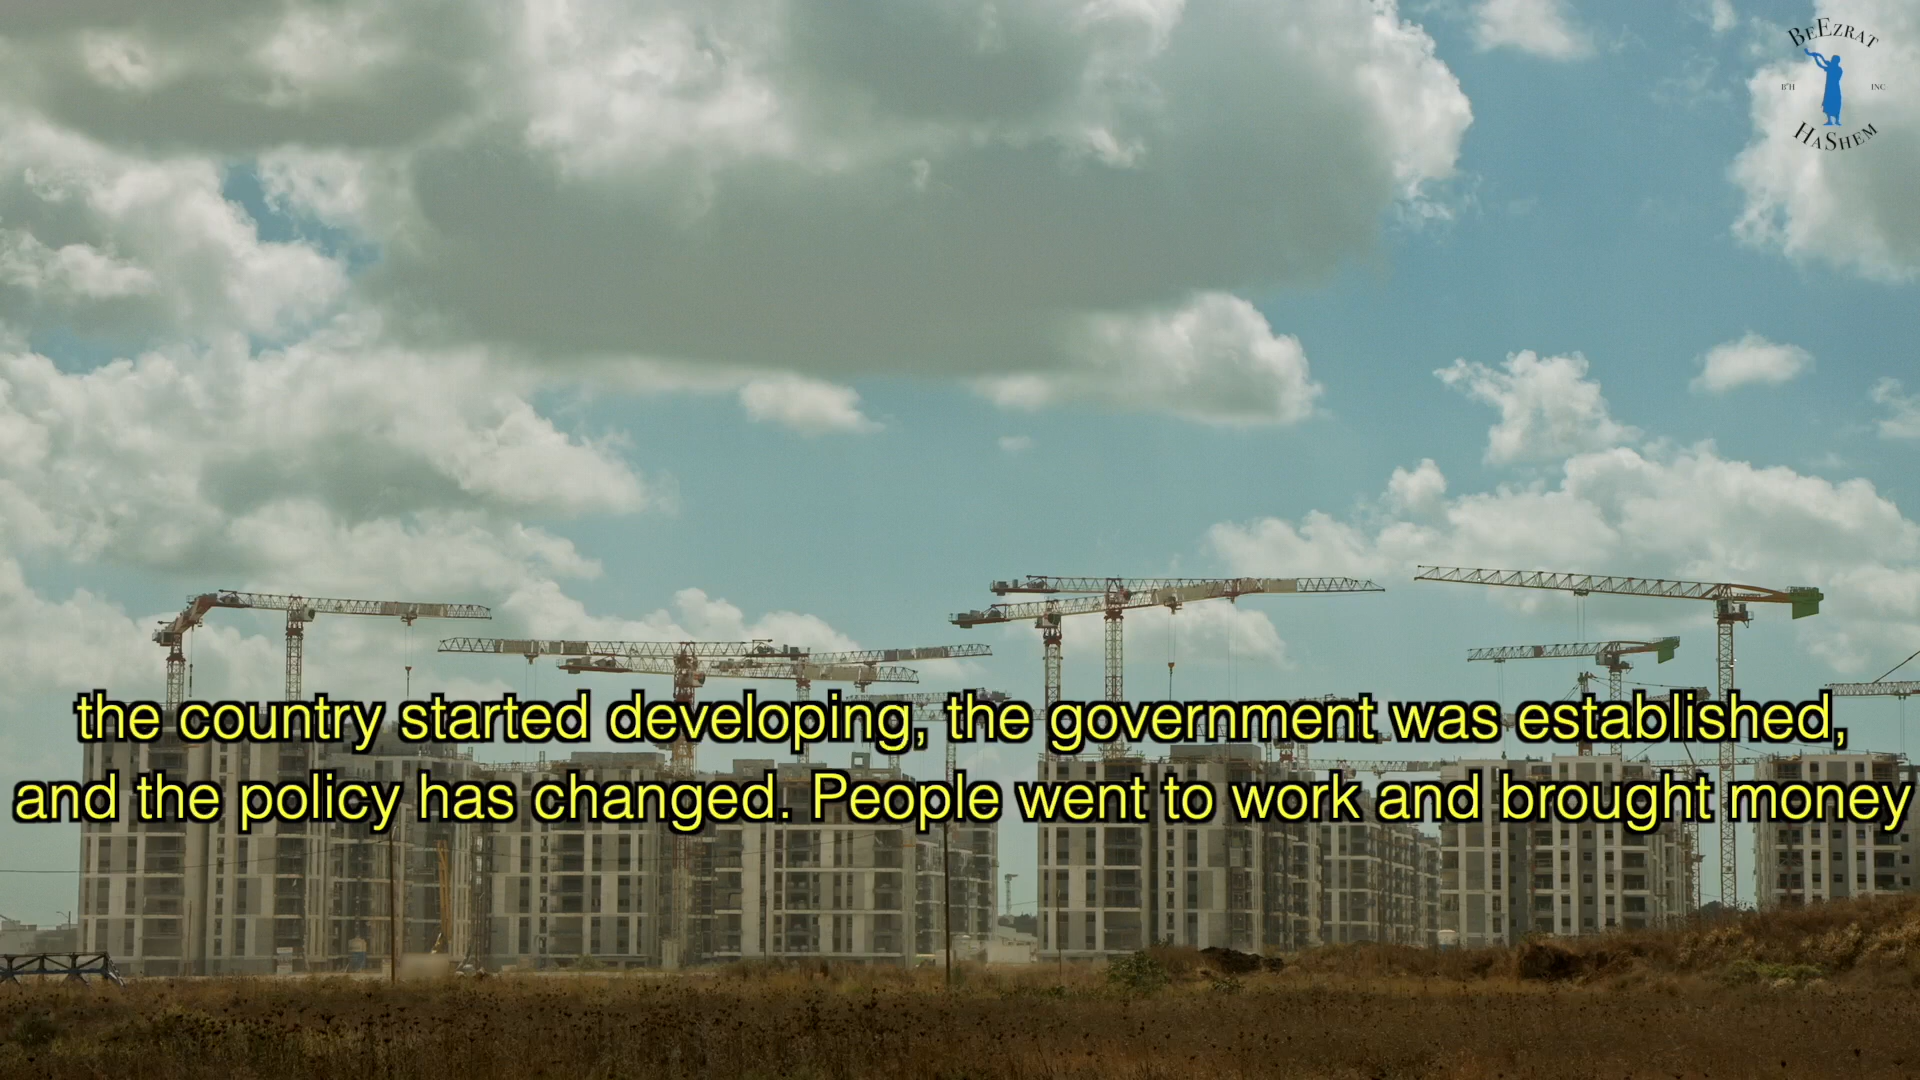 BEEZRAT
B"H INC
HASHEM
the country started developing, the government was established,
and the policy has changed. People went to work and brought money